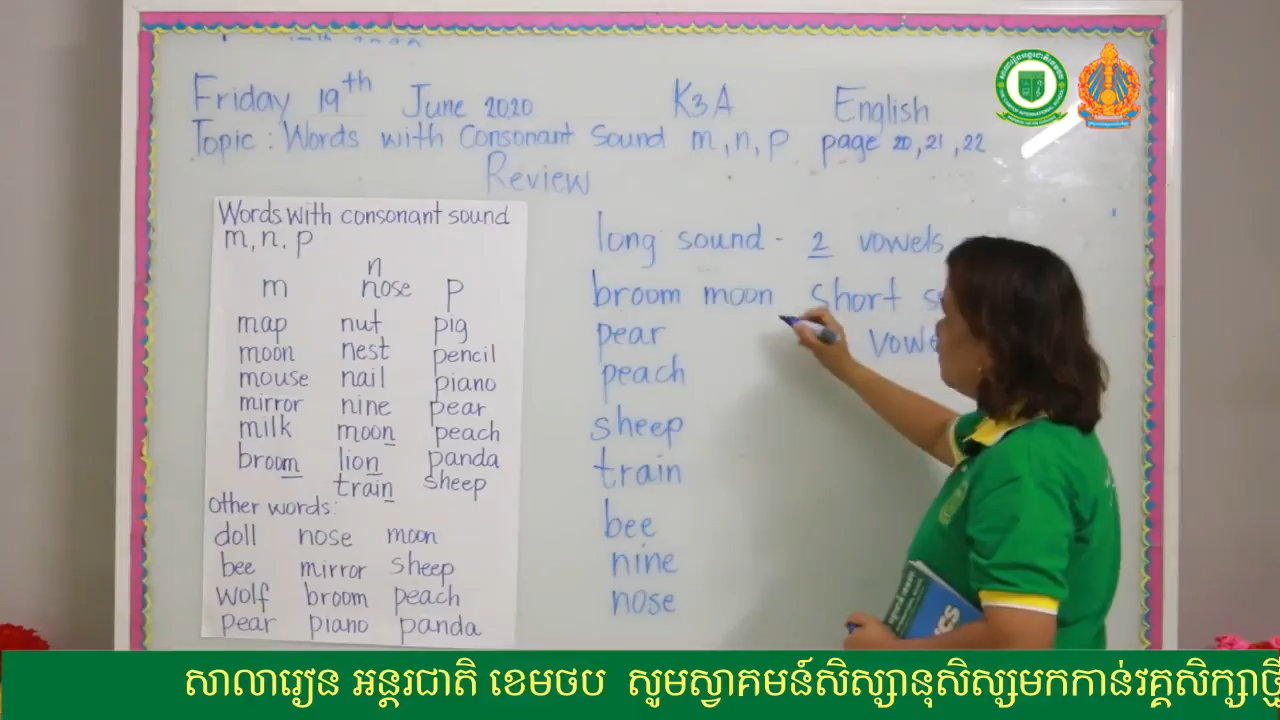 Friday 19th June 2020 K3A English
Topic : Words with Consonant Sound m, n, p page 20, 21, 22
Review
Words with consonant sound
m, n, p
n
m nose p
map nut pig
moon nest pencil
mouse nail piano
mirror nine pear
milk moon peach
broom lion panda
train sheep
Other words:
doll nose moon
bee mirror sheep
wolf broom peach
pear piano panda
long sound - 2 vowels
broom moon short s
pear vowe
peach
sheep
train
bee
nine
nose
សាលារៀន អន្តរជាតិ ខេមថប សូមស្វាគមន៍សិស្សានុសិស្សមកកាន់វគ្គសិក្សាថ្មី